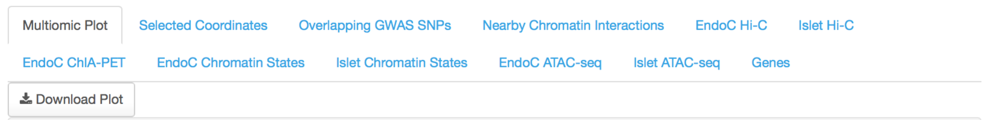 Multiomic Plot Selected Coordinates Overlapping GWAS SNPs Nearby Chromatin Interactions EndoC Hi-C Islet Hi-C
EndoC ChIA-PET EndoC Chromatin States Islet Chromatin States EndoC ATAC-seq Islet ATAC-seq Genes
Download Plot